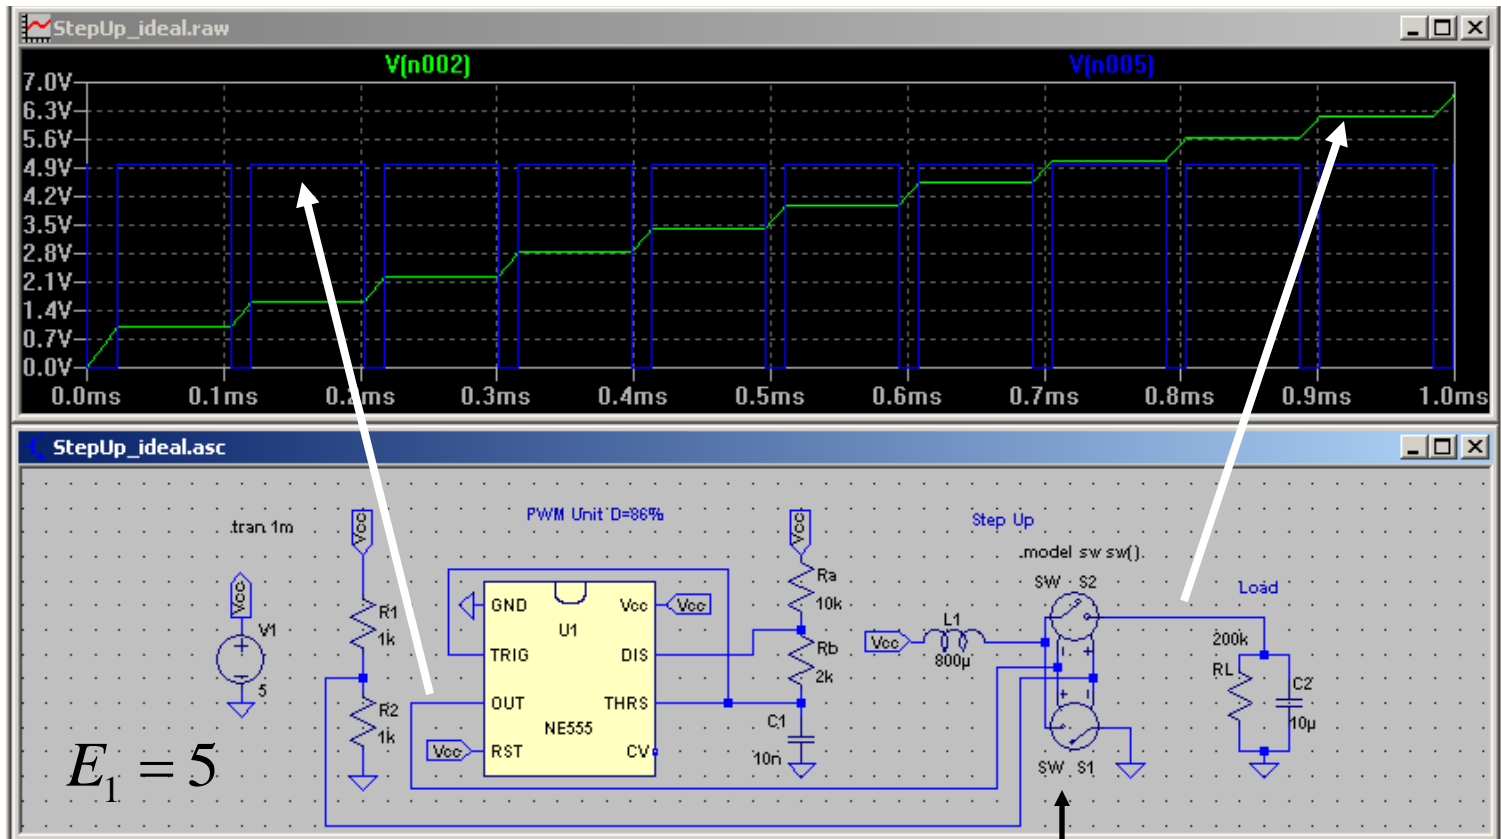 StepUp_ideal.raw
V(n002) V(n005)
7.0V
6.3V
5.6V
4.9V
4.2V
3.5V
2.8V
2.1V
1.4V
0.7V
0.0V
0.0ms 0.1ms 0.2ms 0.3ms 0.4ms 0.5ms 0.6ms 0.7ms 0.8ms 0.9ms 1.0ms
StepUp_ideal.asc
.tran 1m
PWM Unit D=86%
Step Up
.model sw sw().
Load
Vcc
V1
5
Vcc
R1
1k
R2
1k
GND
TRIG
OUT
RST
Vcc
DIS
THRS
CV
U1
NE555
Vcc
Vcc
Vcc
Ra
10k
Rb
2k
C1
10n
Vcc
L1
800µ
SW S2
SW S1
200k
RL
C2
10µ
E1 = 5